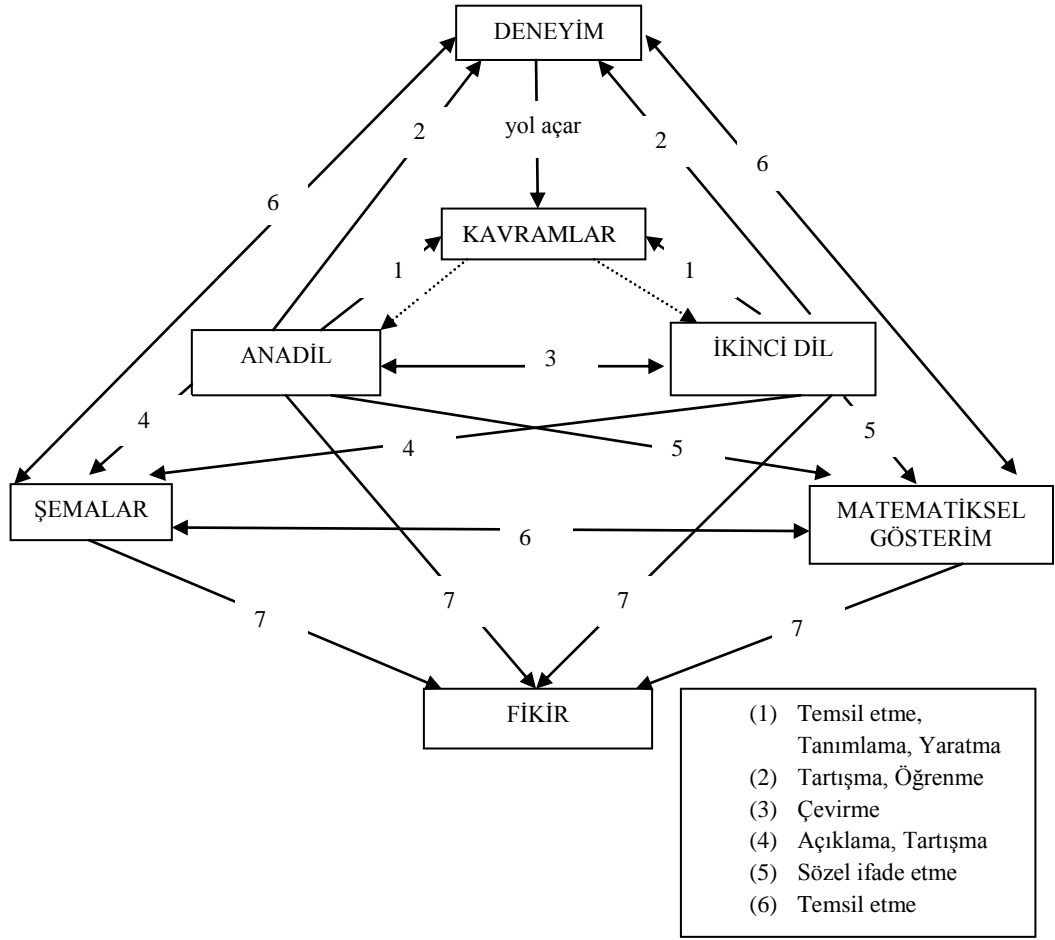 DENEYİM
2
yol açar
2
6
6
KAVRAMLAR
1
1
ANADİL
3
İKİNCİ DİL
4
4
5
5
ŞEMALAR
6
MATEMATİKSEL
GÖSTERİM
7
7
7
7
FİKİR
(1) Temsil etme,
Tanımlama, Yaratma
(2) Tartışma, Öğrenme
(3) Çevirme
(4) Açıklama, Tartışma
(5) Sözel ifade etme
(6) Temsil etme